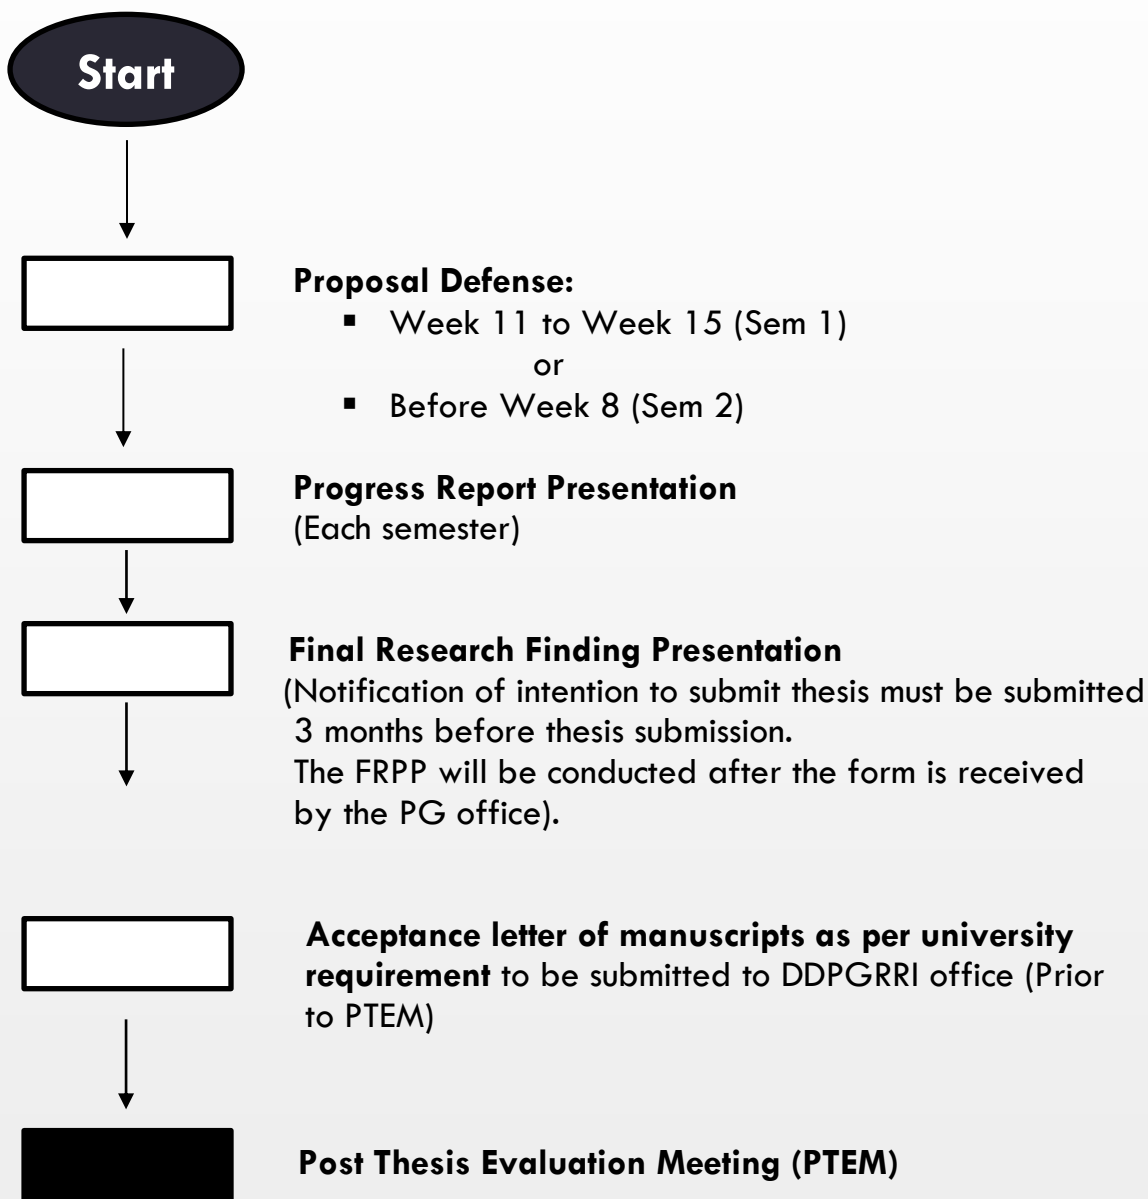 Start
Proposal Defense:
▪ Week 11 to Week 15 (Sem 1)
or
▪ Before Week 8 (Sem 2)
Progress Report Presentation
(Each semester)
Final Research Finding Presentation
(Notification of intention to submit thesis must be submitted
3 months before thesis submission.
The FRPP will be conducted after the form is received
by the PG office).
Acceptance letter of manuscripts as per university
requirement to be submitted to DDPGRRI office (Prior
to PTEM)
Post Thesis Evaluation Meeting (PTEM)